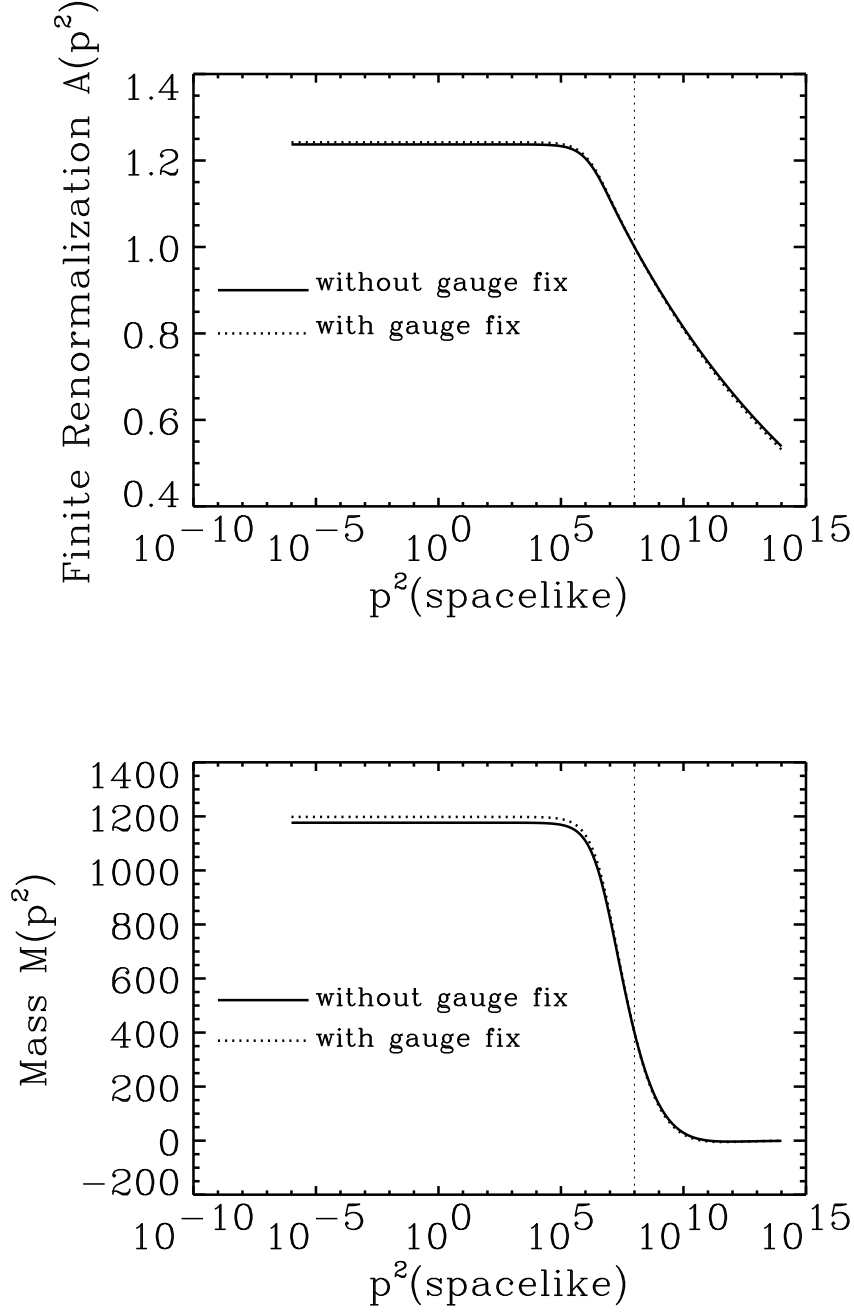 Finite Renormalization A(p²)
1.4
1.2
1.0
0.8
0.6
0.4
without gauge fix
with gauge fix
10⁻¹⁰ 10⁻⁵ 10⁰ 10⁵ 10¹⁰ 10¹⁵
p²(spacelike)
Mass M(p²)
1400
1200
1000
800
600
400
200
0
−200
without gauge fix
with gauge fix
10⁻¹⁰ 10⁻⁵ 10⁰ 10⁵ 10¹⁰ 10¹⁵
p²(spacelike)